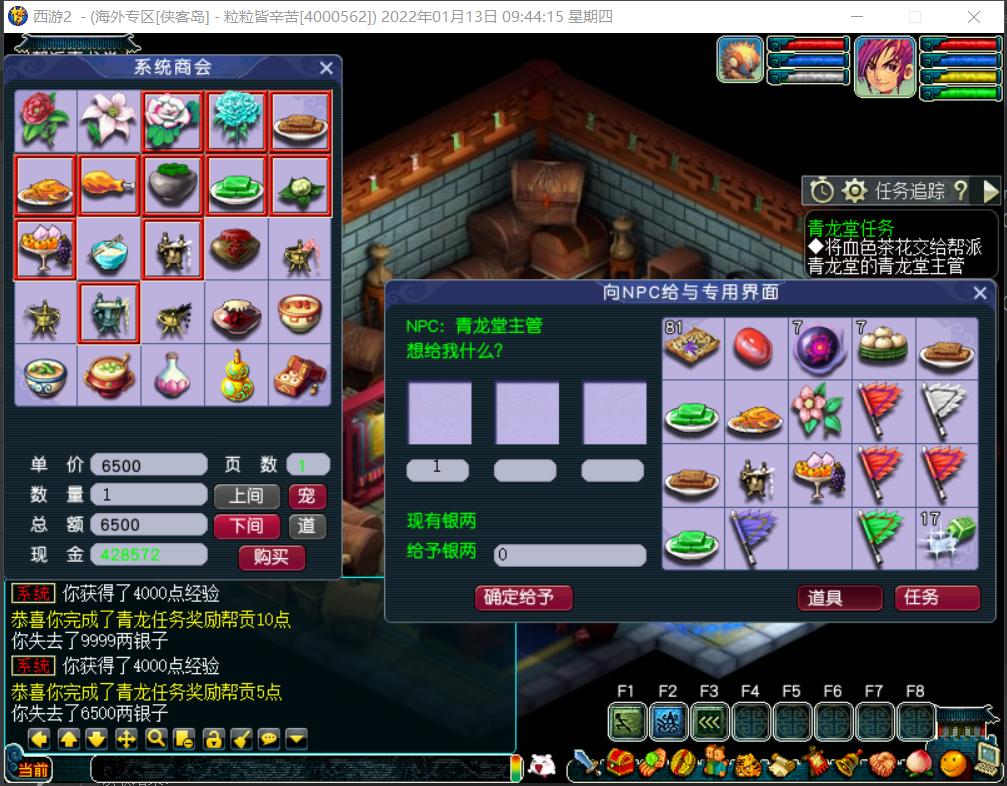 西游2 - (海外专区[侠客岛] - 粒粒皆辛苦[4000562]) 2022年01月13日 09:44:15 星期四
系统商会
任务追踪 ?
青龙堂任务
◆将血色茶花交给帮派
青龙堂的青龙堂主管
向NPC给与专用界面
NPC: 青龙堂主管
想给我什么?
81
7
7
1
现有银两
给予银两 0
17
确定给予
道具
任务
单价 6500 页数 1
数量 1 上间 宠
总额 6500 下间 道
现金 428572 购买
系统 你获得了4000点经验
恭喜你完成了青龙任务奖励帮贡10点
你失去了9999两银子
系统 你获得了4000点经验
恭喜你完成了青龙任务奖励帮贡5点
你失去了6500两银子
F1 F2 F3 F4 F5 F6 F7 F8
当前